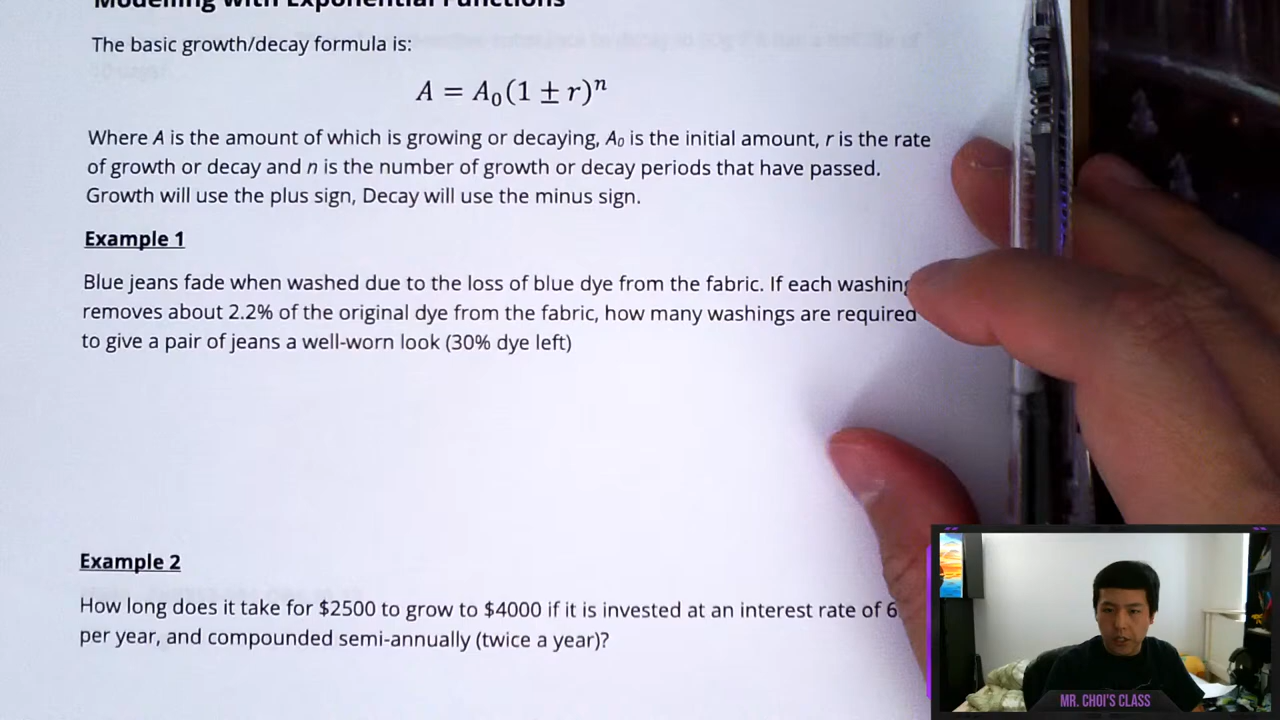 Modelling with Exponential Functions
The basic growth/decay formula is:
A = A₀(1 ± r)ⁿ
Where A is the amount of which is growing or decaying, A₀ is the initial amount, r is the rate
of growth or decay and n is the number of growth or decay periods that have passed.
Growth will use the plus sign, Decay will use the minus sign.
Example 1
Blue jeans fade when washed due to the loss of blue dye from the fabric. If each washing
removes about 2.2% of the original dye from the fabric, how many washings are required
to give a pair of jeans a well-worn look (30% dye left)
Example 2
How long does it take for $2500 to grow to $4000 if it is invested at an interest rate of 6
per year, and compounded semi-annually (twice a year)?
MR. CHOI'S CLASS